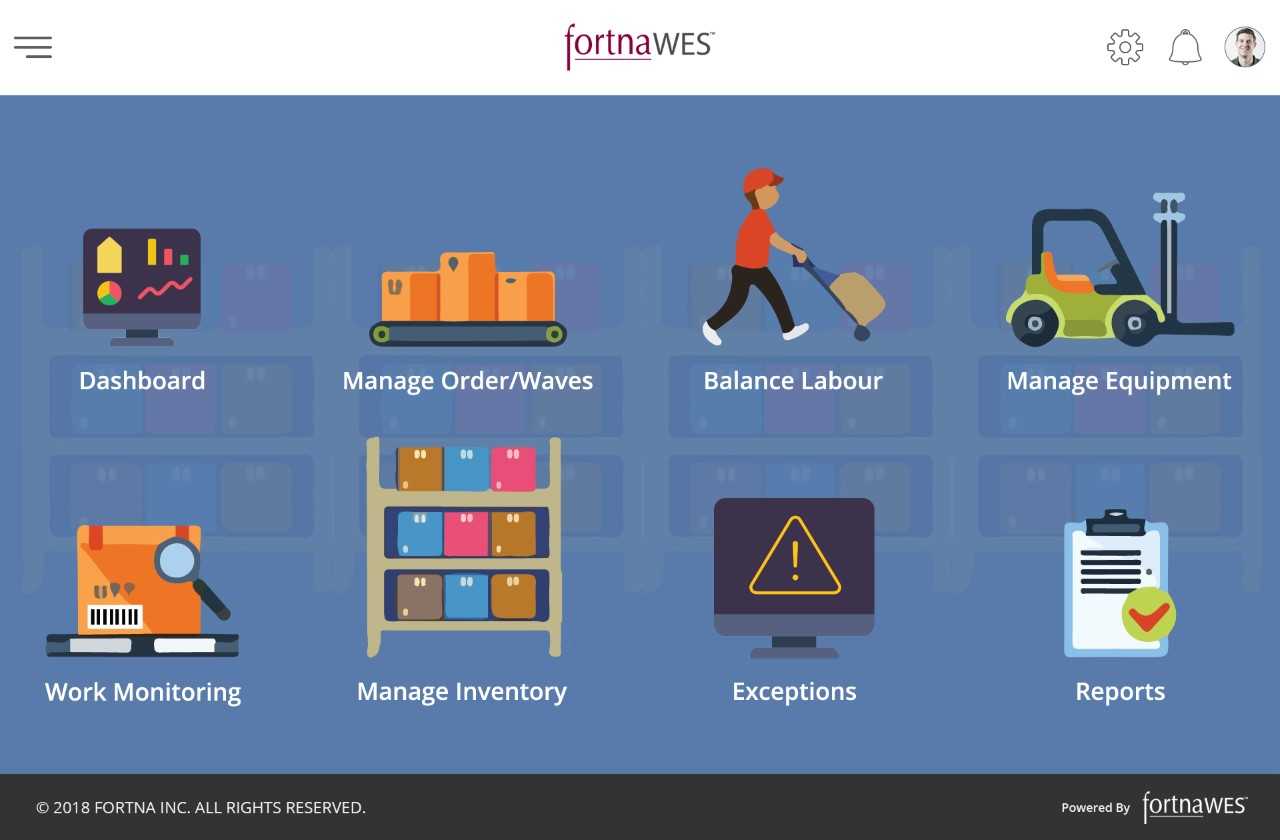 fortnaWES™
Dashboard
Manage Order/Waves
Balance Labour
Manage Equipment
Work Monitoring
Manage Inventory
Exceptions
Reports
© 2018 FORTNA INC. ALL RIGHTS RESERVED.
Powered By fortnaWES™